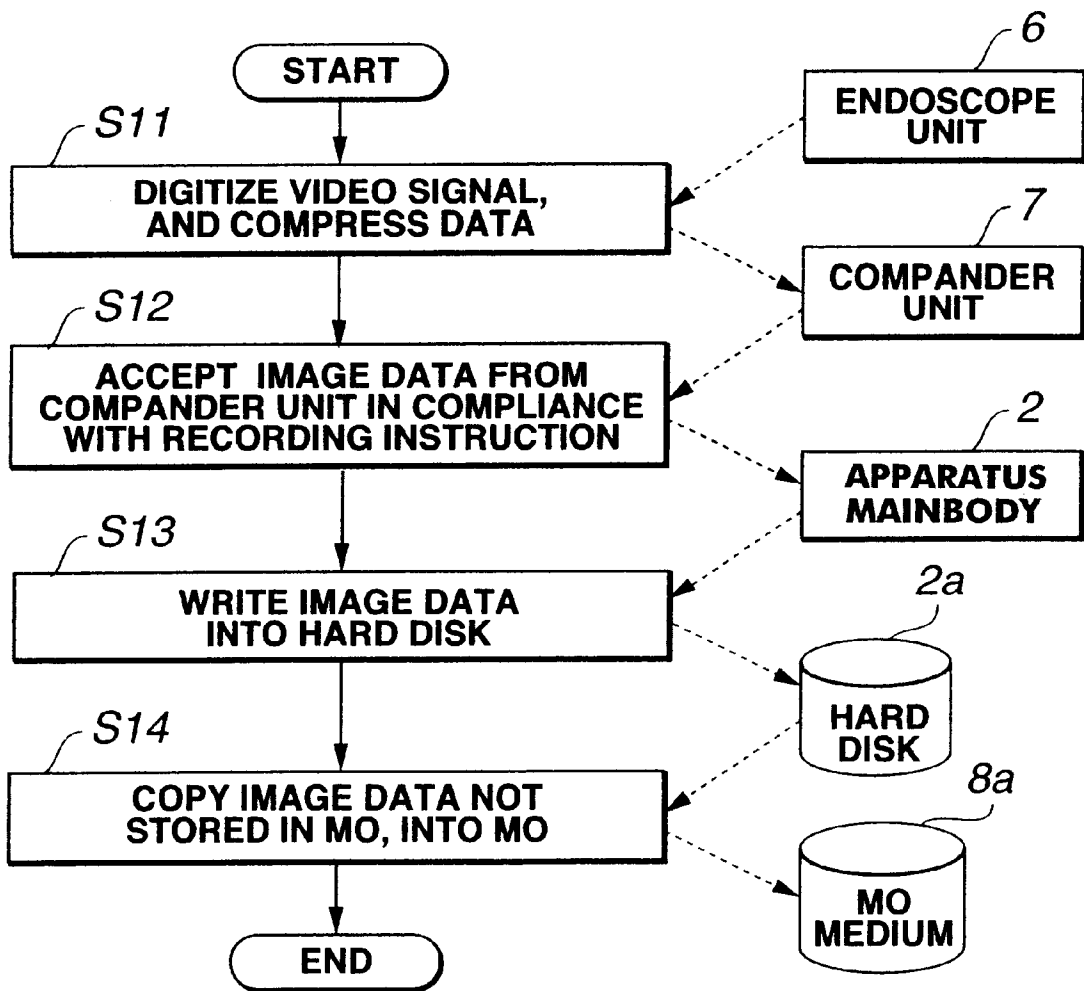 START
6
ENDOSCOPE
UNIT
S11
DIGITIZE VIDEO SIGNAL,
AND COMPRESS DATA
7
COMPANDER
UNIT
S12
ACCEPT IMAGE DATA FROM
COMPANDER UNIT IN COMPLIANCE
WITH RECORDING INSTRUCTION
2
APPARATUS
MAINBODY
S13
WRITE IMAGE DATA
INTO HARD DISK
2a
HARD
DISK
S14
COPY IMAGE DATA NOT
STORED IN MO, INTO MO
8a
MO
MEDIUM
END